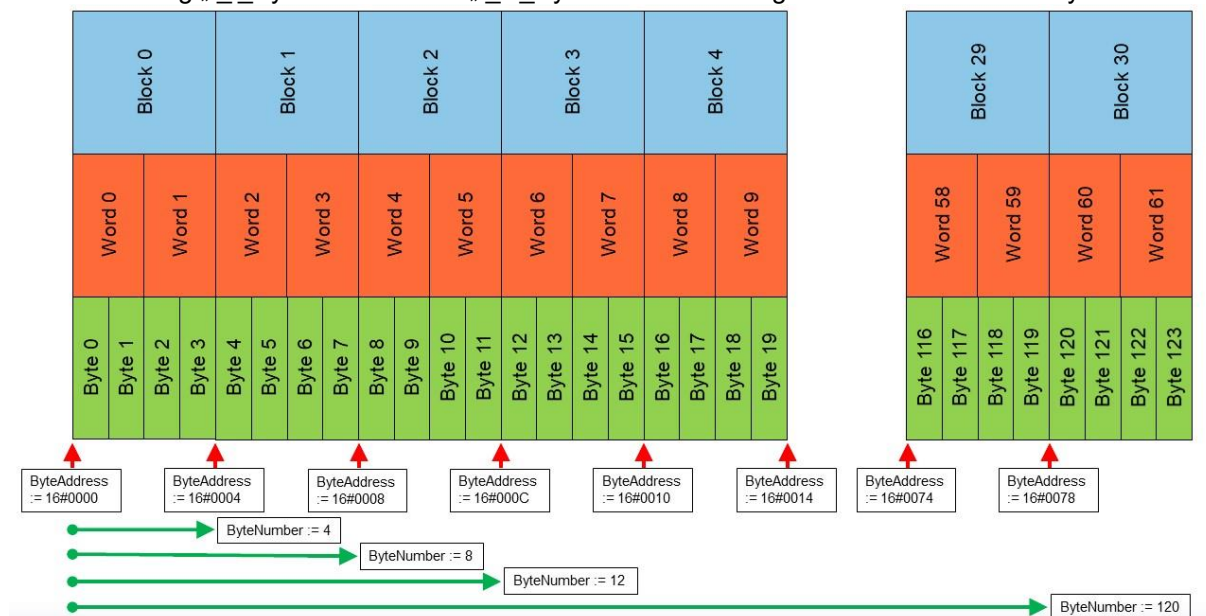 Block 0
Block 1
Block 2
Block 3
Block 4
Block 29
Block 30
Word 0
Word 1
Word 2
Word 3
Word 4
Word 5
Word 6
Word 7
Word 8
Word 9
Word 58
Word 59
Word 60
Word 61
Byte 0
Byte 1
Byte 2
Byte 3
Byte 4
Byte 5
Byte 6
Byte 7
Byte 8
Byte 9
Byte 10
Byte 11
Byte 12
Byte 13
Byte 14
Byte 15
Byte 16
Byte 17
Byte 18
Byte 19
Byte 116
Byte 117
Byte 118
Byte 119
Byte 120
Byte 121
Byte 122
Byte 123
ByteAddress
:= 16#0000
ByteAddress
:= 16#0004
ByteAddress
:= 16#0008
ByteAddress
:= 16#000C
ByteAddress
:= 16#0010
ByteAddress
:= 16#0014
ByteAddress
:= 16#0074
ByteAddress
:= 16#0078
ByteNumber := 4
ByteNumber := 8
ByteNumber := 12
ByteNumber := 120